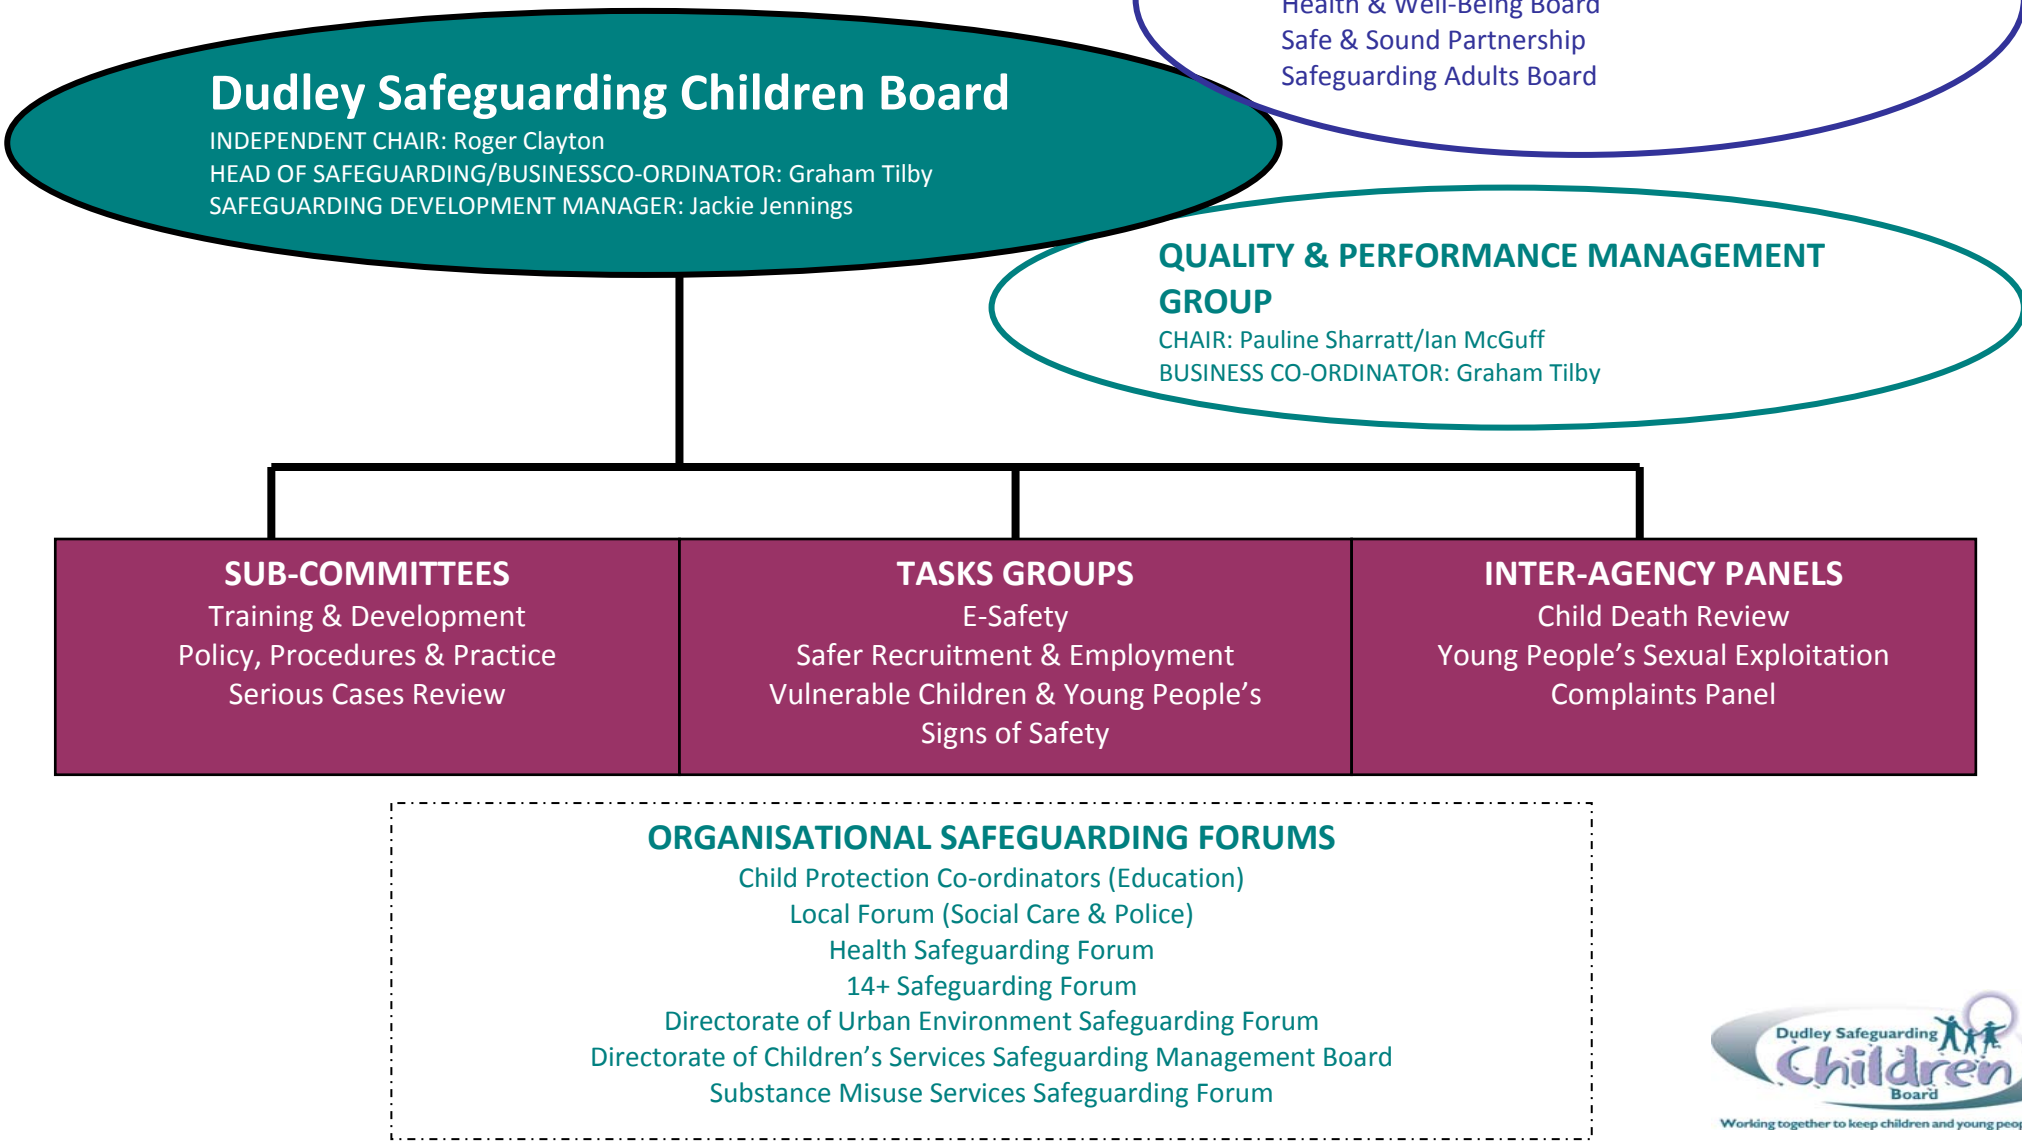 Health & Well-Being Board
Safe & Sound Partnership
Safeguarding Adults Board
Dudley Safeguarding Children Board
INDEPENDENT CHAIR: Roger Clayton
HEAD OF SAFEGUARDING/BUSINESSCO-ORDINATOR: Graham Tilby
SAFEGUARDING DEVELOPMENT MANAGER: Jackie Jennings
QUALITY & PERFORMANCE MANAGEMENT
GROUP
CHAIR: Pauline Sharratt/Ian McGuff
BUSINESS CO-ORDINATOR: Graham Tilby
SUB-COMMITTEES
Training & Development
Policy, Procedures & Practice
Serious Cases Review
TASKS GROUPS
E-Safety
Safer Recruitment & Employment
Vulnerable Children & Young People’s
Signs of Safety
INTER-AGENCY PANELS
Child Death Review
Young People’s Sexual Exploitation
Complaints Panel
ORGANISATIONAL SAFEGUARDING FORUMS
Child Protection Co-ordinators (Education)
Local Forum (Social Care & Police)
Health Safeguarding Forum
14+ Safeguarding Forum
Directorate of Urban Environment Safeguarding Forum
Directorate of Children’s Services Safeguarding Management Board
Substance Misuse Services Safeguarding Forum
Dudley Safeguarding
Children
Board
Working together to keep children and young